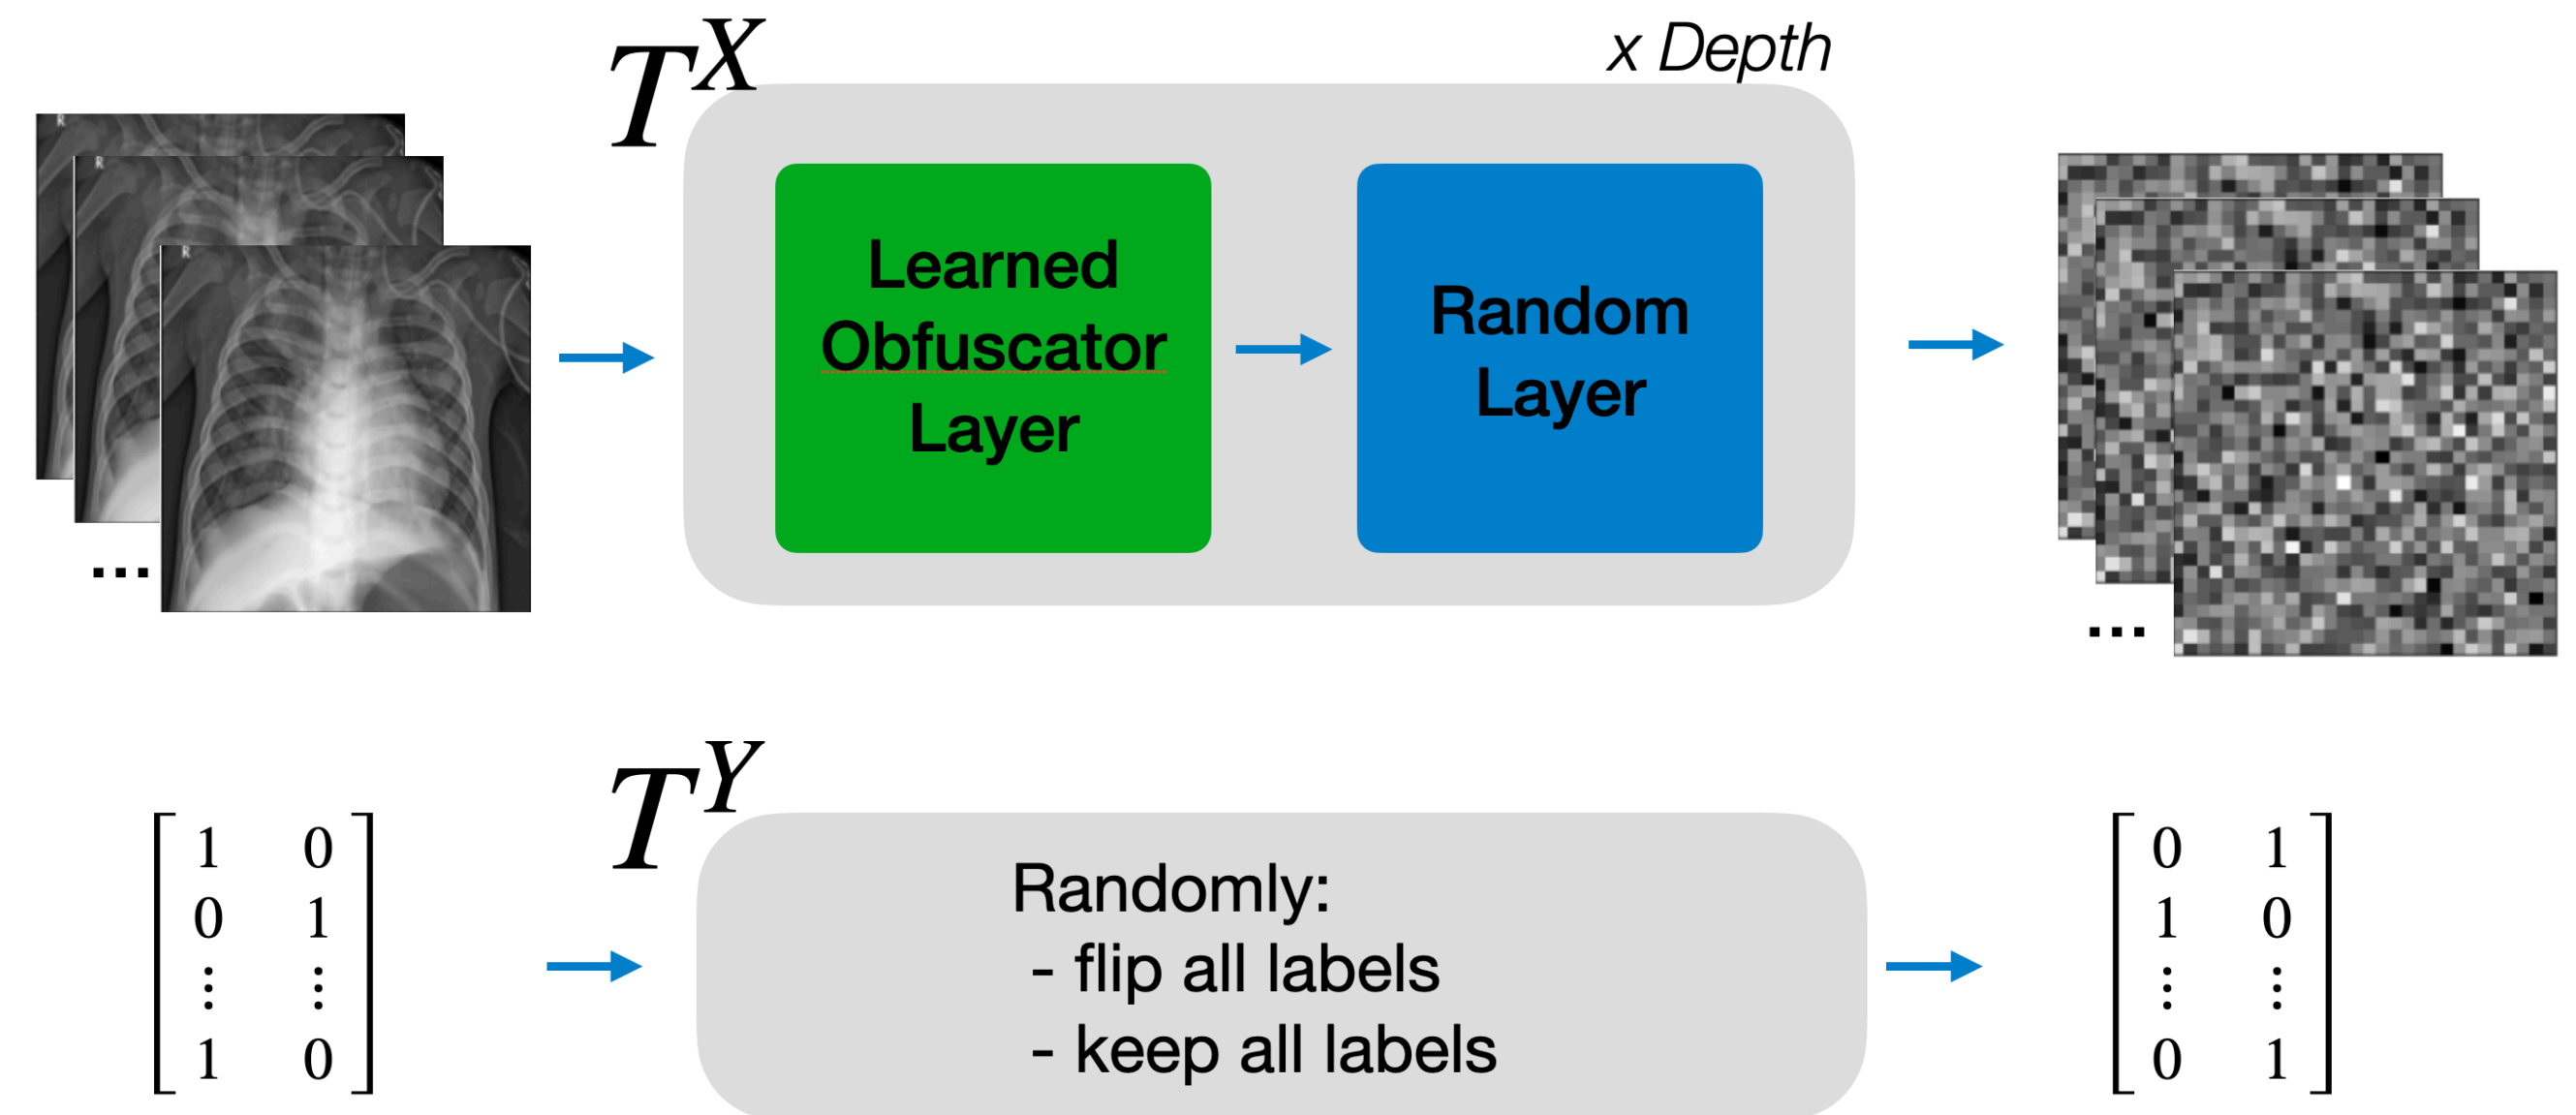 T^X
x Depth
R
R
R
Learned
Obfuscator
Layer
Random
Layer
...
...
T^Y
Randomly:
- flip all labels
- keep all labels
1 0
0 1
⋮ ⋮
1 0
0 1
1 0
⋮ ⋮
0 1